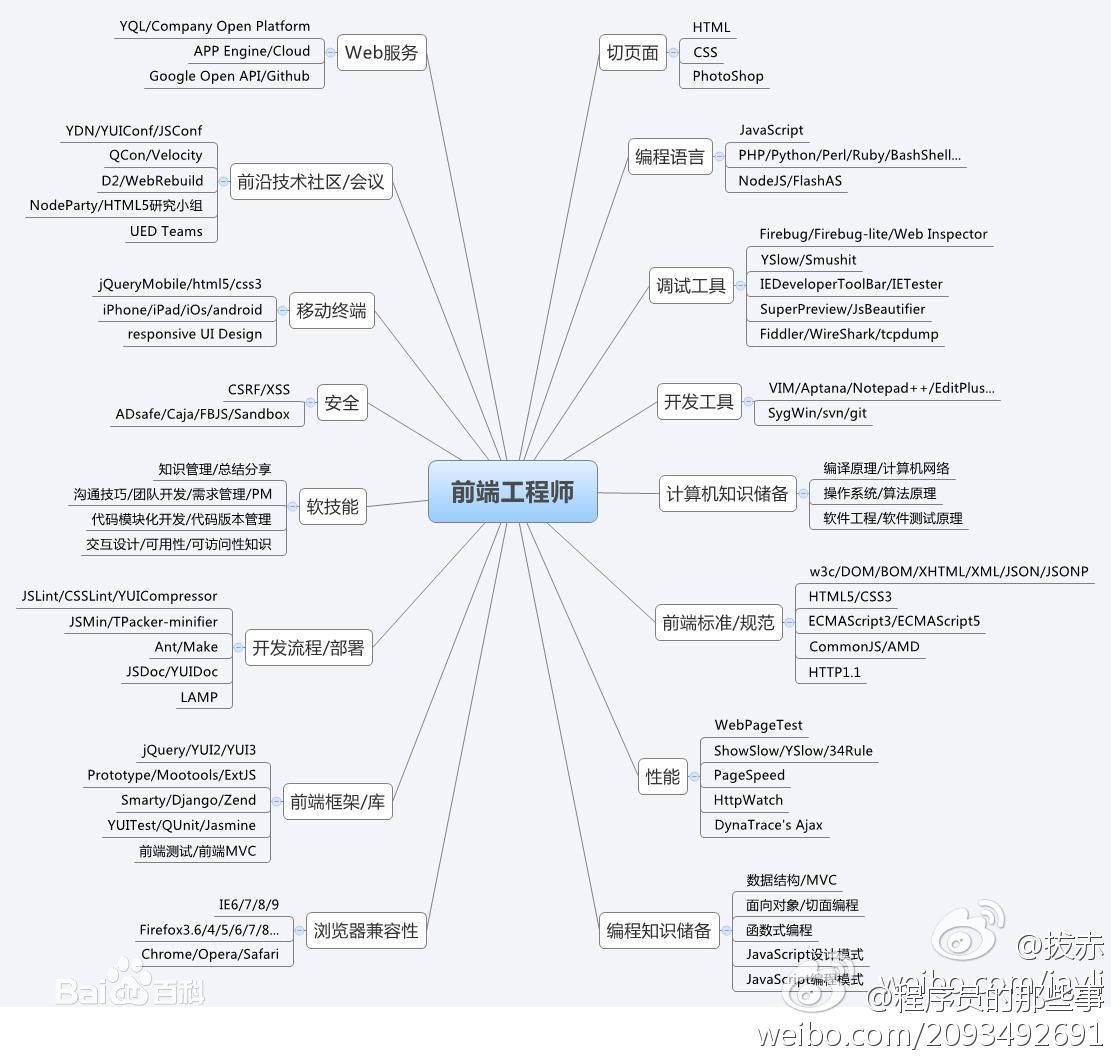 前端工程师
切页面
HTML
CSS
PhotoShop
编程语言
JavaScript
PHP/Python/Perl/Ruby/BashShell...
NodeJS/FlashAS
调试工具
Firebug/Firebug-lite/Web Inspector
YSlow/Smushit
IEDeveloperToolBar/IETester
SuperPreview/JsBeautifier
Fiddler/WireShark/tcpdump
开发工具
VIM/Aptana/Notepad++/EditPlus...
SygWin/svn/git
计算机知识储备
编译原理/计算机网络
操作系统/算法原理
软件工程/软件测试原理
前端标准/规范
w3c/DOM/BOM/XHTML/XML/JSON/JSONP
HTML5/CSS3
ECMAScript3/ECMAScript5
CommonJS/AMD
HTTP1.1
性能
WebPageTest
ShowSlow/YSlow/34Rule
PageSpeed
HttpWatch
DynaTrace's Ajax
编程知识储备
数据结构/MVC
面向对象/切面编程
函数式编程
JavaScript设计模式
JavaScript编程模式
Web服务
YQL/Company Open Platform
APP Engine/Cloud
Google Open API/Github
前沿技术社区/会议
YDN/YUIConf/JSConf
QCon/Velocity
D2/WebRebuild
NodeParty/HTML5研究小组
UED Teams
移动终端
jQueryMobile/html5/css3
iPhone/iPad/iOs/android
responsive UI Design
安全
CSRF/XSS
ADsafe/Caja/FBJS/Sandbox
软技能
知识管理/总结分享
沟通技巧/团队开发/需求管理/PM
代码模块化开发/代码版本管理
交互设计/可用性/可访问性知识
开发流程/部署
JSLint/CSSLint/YUICompressor
JSMin/TPacker-minifier
Ant/Make
JSDoc/YUIDoc
LAMP
前端框架/库
jQuery/YUI2/YUI3
Prototype/Mootools/ExtJS
Smarty/Django/Zend
YUITest/QUnit/Jasmine
前端测试/前端MVC
浏览器兼容性
IE6/7/8/9
Firefox3.6/4/5/6/7/8...
Chrome/Opera/Safari
Bai百科
@拔赤
@程序员的那些事
weibo.com/2093492691